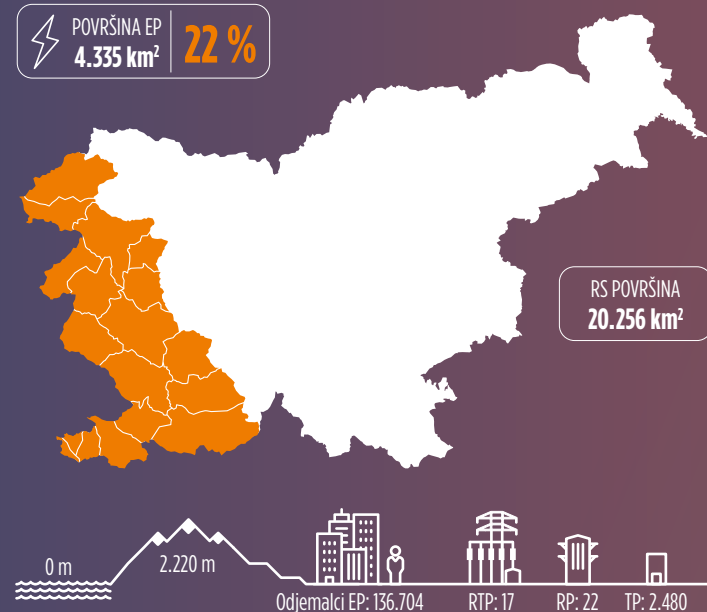 POVRŠINA EP
4.335 km²
22 %
RS POVRŠINA
20.256 km²
0 m
2.220 m
Odjemalci EP: 136.704
RTP: 17
RP: 22
TP: 2.480